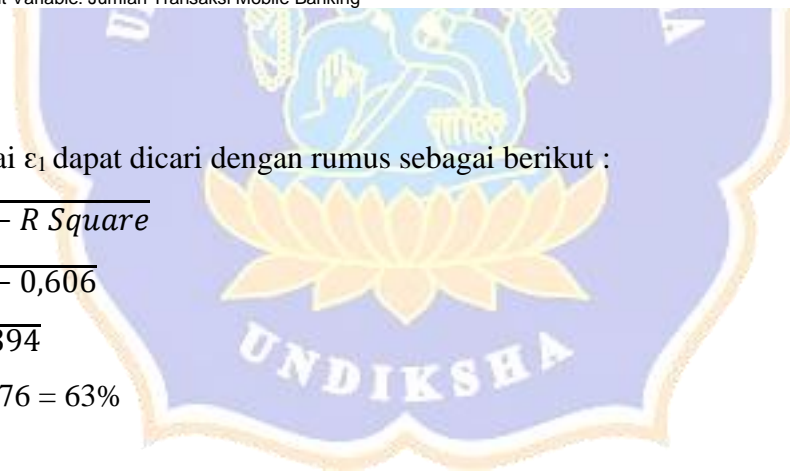 t Variable: Jumlah Transaksi Mobile Banking
ai ε₁ dapat dicari dengan rumus sebagai berikut :
− R Square
− 0,606
394
76 = 63%
UNDIKSHA